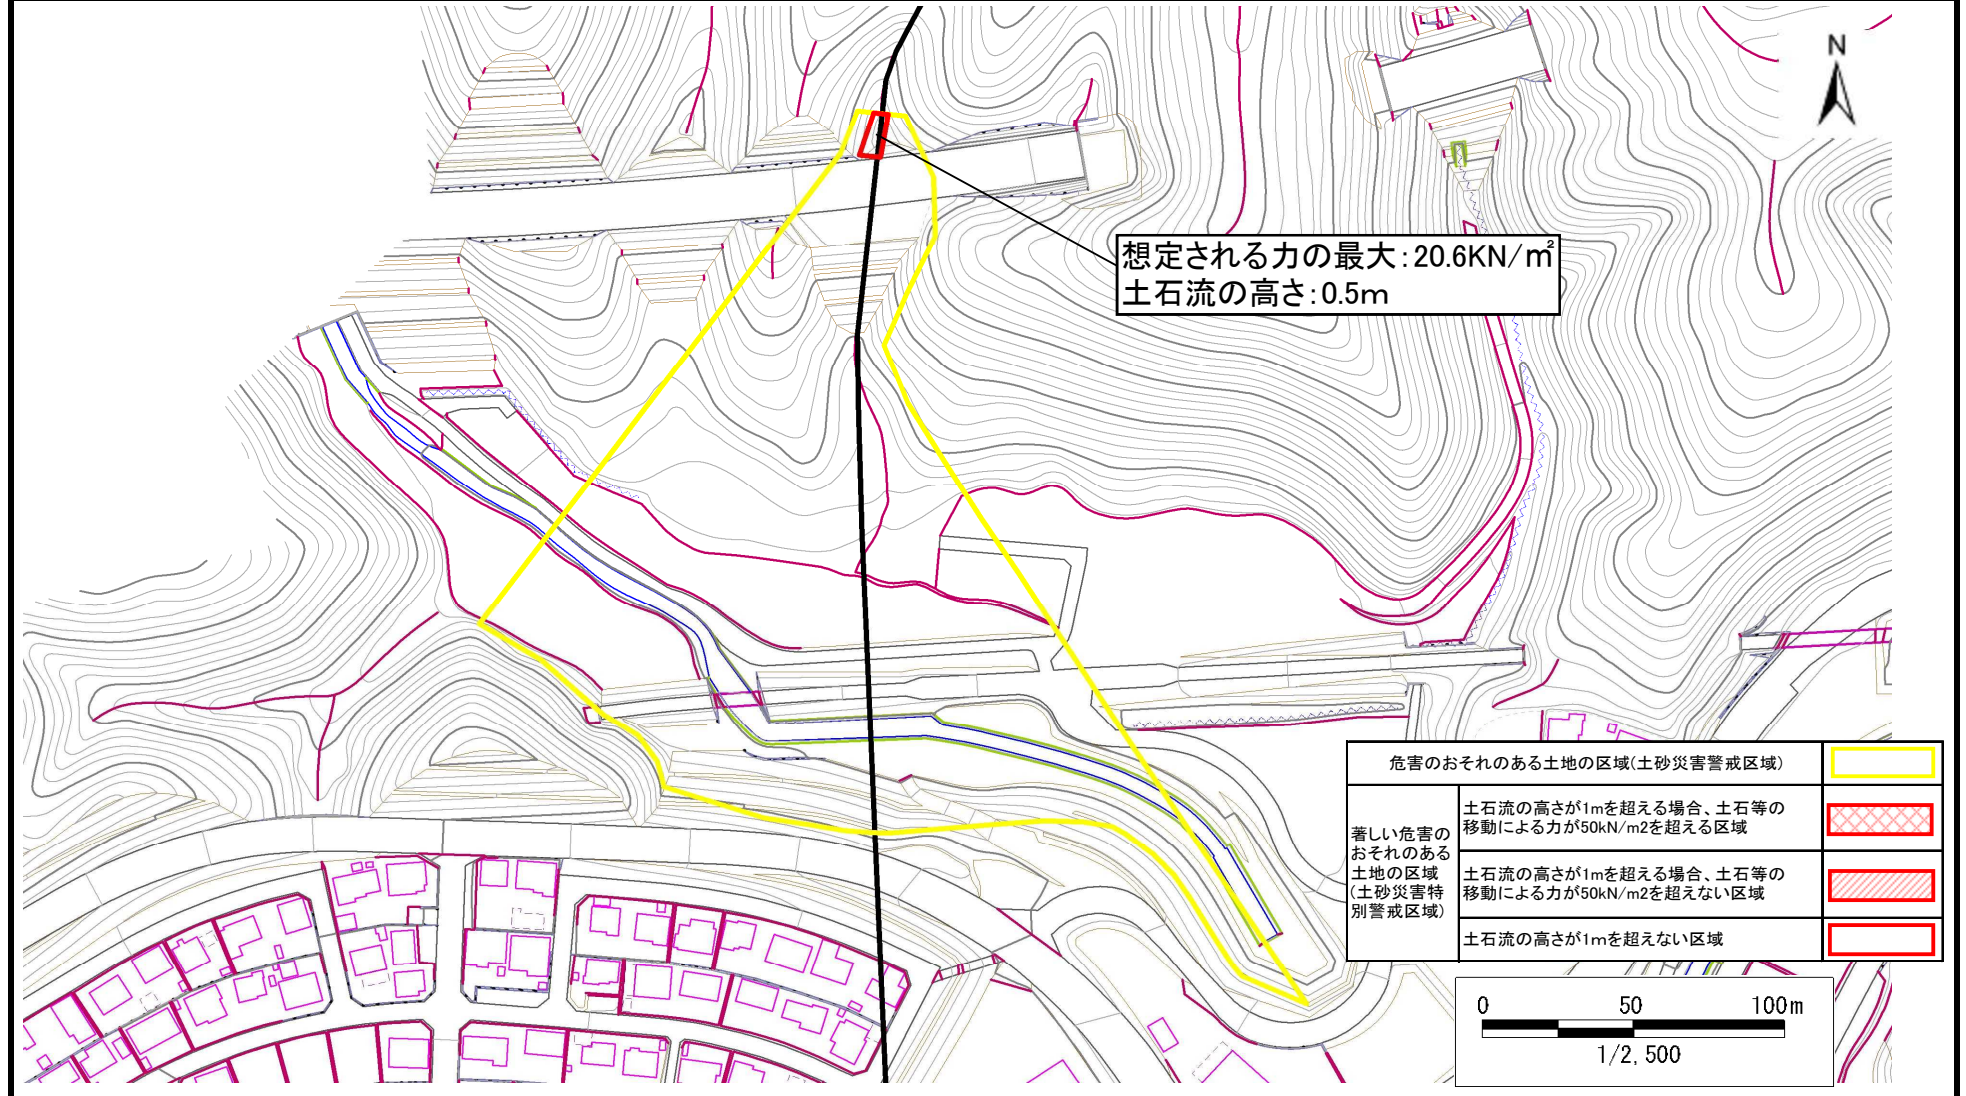 N
想定される力の最大:20.6KN/㎡
土石流の高さ:0.5m
危害のおそれのある土地の区域(土砂災害警戒区域)
著しい危害の
おそれのある
土地の区域
(土砂災害特
別警戒区域)
土石流の高さが1mを超える場合、土石等の
移動による力が50kN/m2を超える区域
土石流の高さが1mを超える場合、土石等の
移動による力が50kN/m2を超えない区域
土石流の高さが1mを超えない区域
0 50 100m
1/2,500